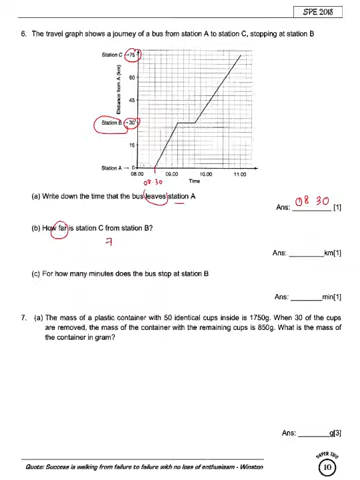 SPE 2018
6. The travel graph shows a journey of a bus from station A to station C, stopping at station B
Station C 75
60
45
Station B 30
15
Station A 0
Distance from A (km)
08.00 09.00 10.00 11.00
08.30
Time
(a) Write down the time that the bus leaves station A
Ans: 08 30 [1]
(b) How far is station C from station B?
7
Ans: ________km[1]
(c) For how many minutes does the bus stop at station B
Ans: ________min[1]
7. (a) The mass of a plastic container with 50 identical cups inside is 1750g. When 30 of the cups
are removed, the mass of the container with the remaining cups is 850g. What is the mass of
the container in gram?
Ans: ________g[3]
PAPER TWO
10
Quote: Success is walking from failure to failure with no loss of enthusiasm - Winston